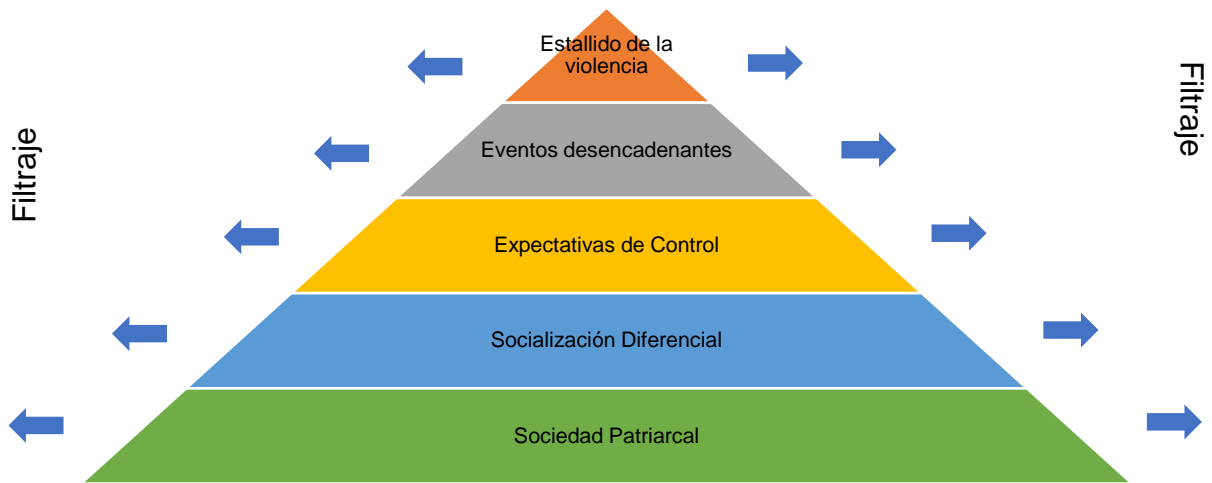 Estallido de la
violencia
Filtraje
Filtraje
Eventos desencadenantes
Expectativas de Control
Socialización Diferencial
Sociedad Patriarcal